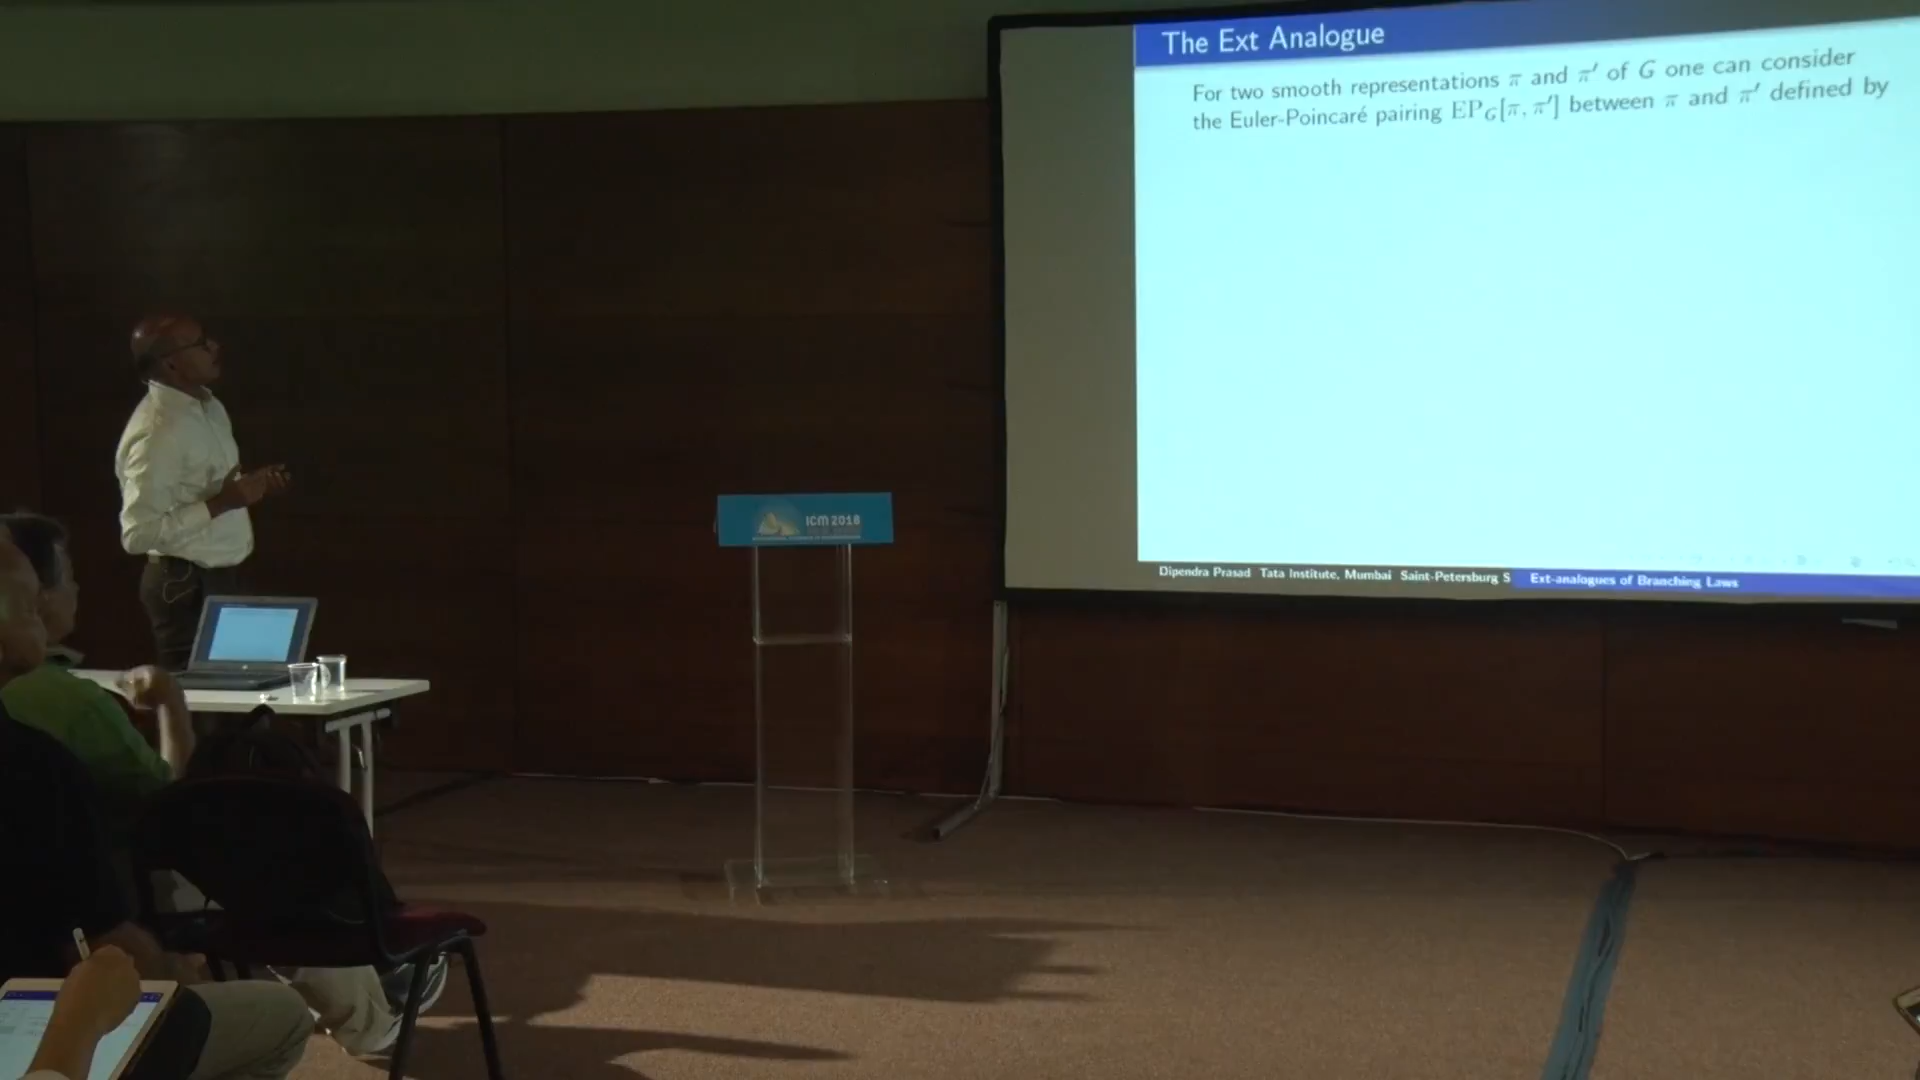 The Ext Analogue
For two smooth representations π and π′ of G one can consider
the Euler-Poincaré pairing EP_G[π, π′] between π and π′ defined by
ICM 2018
Dipendra Prasad Tata Institute, Mumbai Saint-Petersburg S Ext-analogues of Branching Laws